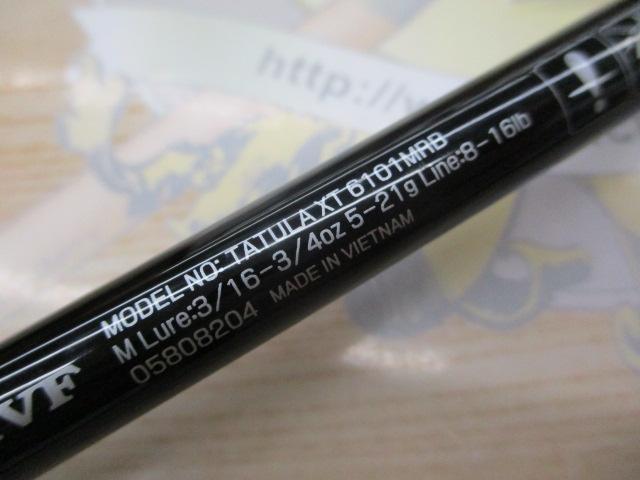 http://w
MODEL NO: TATULA XT 6101MRB
M Lure:3/16-3/4oz 5-21g Line:8-16lb
05808204 MADE IN VIETNAM
VF